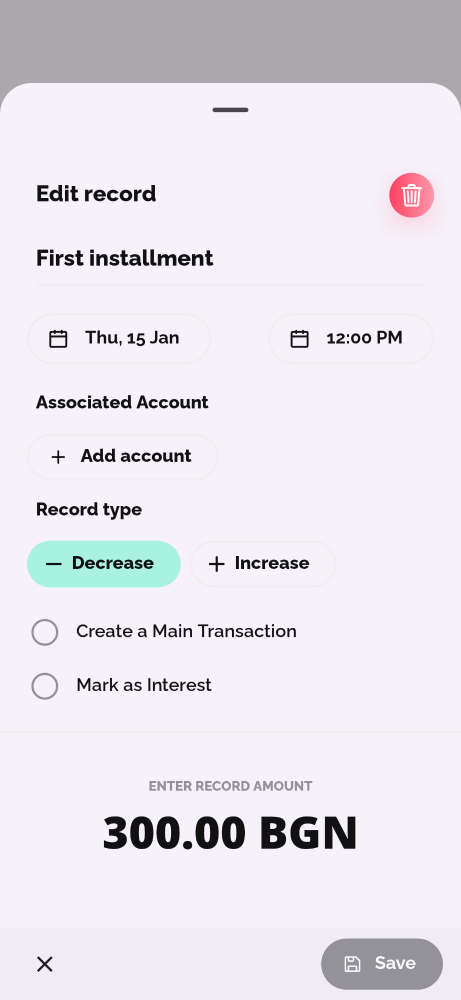 Edit record
First installment
Thu, 15 Jan
12:00 PM
Associated Account
Add account
Record type
Decrease
Increase
Create a Main Transaction
Mark as Interest
ENTER RECORD AMOUNT
300.00 BGN
Save